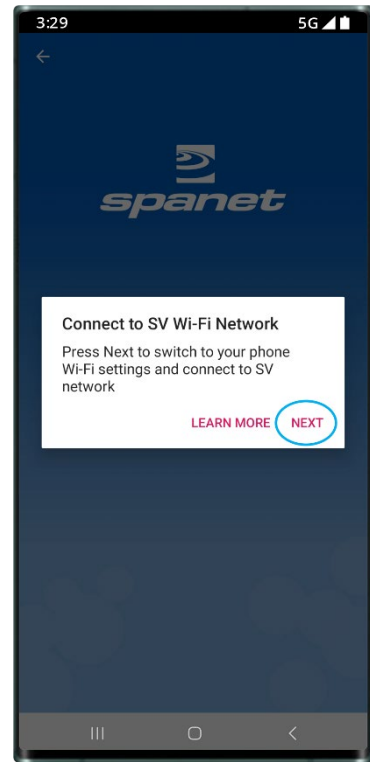 3:29 5G
spanet
Connect to SV Wi-Fi Network
Press Next to switch to your phone
Wi-Fi settings and connect to SV
network
LEARN MORE NEXT